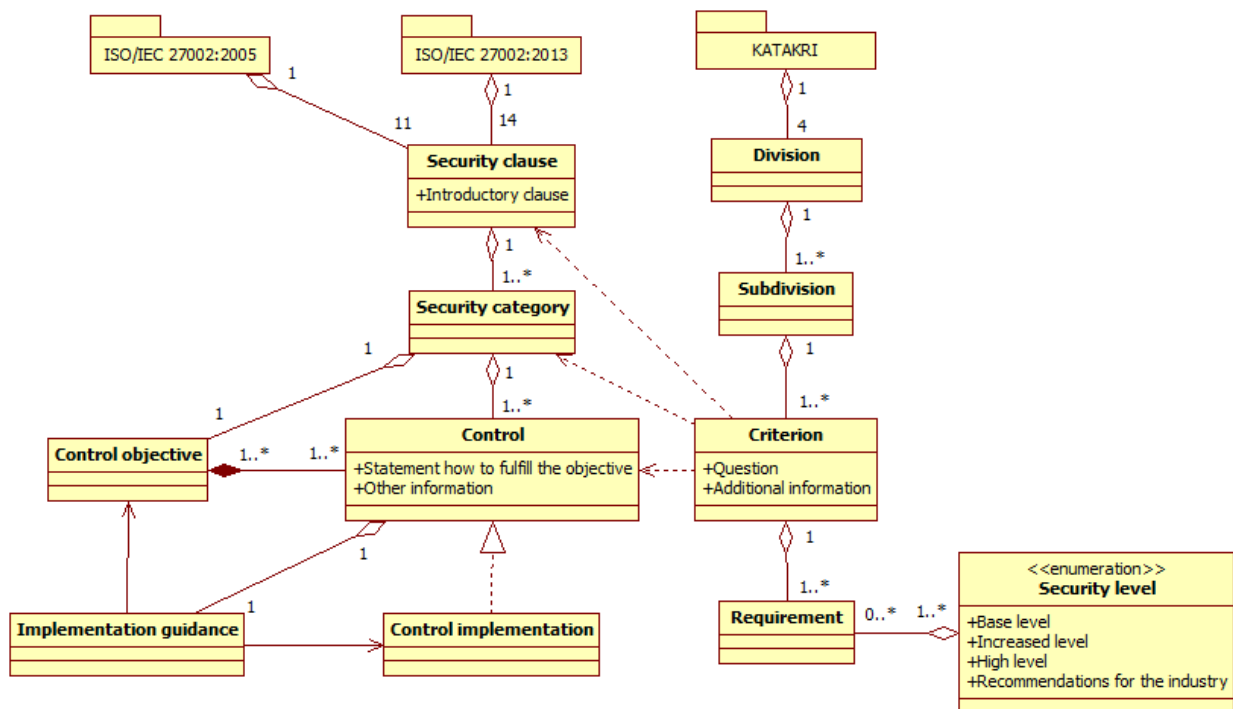 ISO/IEC 27002:2005
ISO/IEC 27002:2013
KATAKRI
1
1
1
11
14
4
Security clause
+Introductory clause
Division
1
1
1..*
1..*
Security category
Subdivision
1
1
1
1
1..*
1..*
Control objective
1..*
1..*
Control
+Statement how to fulfill the objective
+Other information
Criterion
+Question
+Additional information
1
1
1
1..*
Implementation guidance
Control implementation
Requirement
0..*
1..*
<<enumeration>>
Security level
+Base level
+Increased level
+High level
+Recommendations for the industry